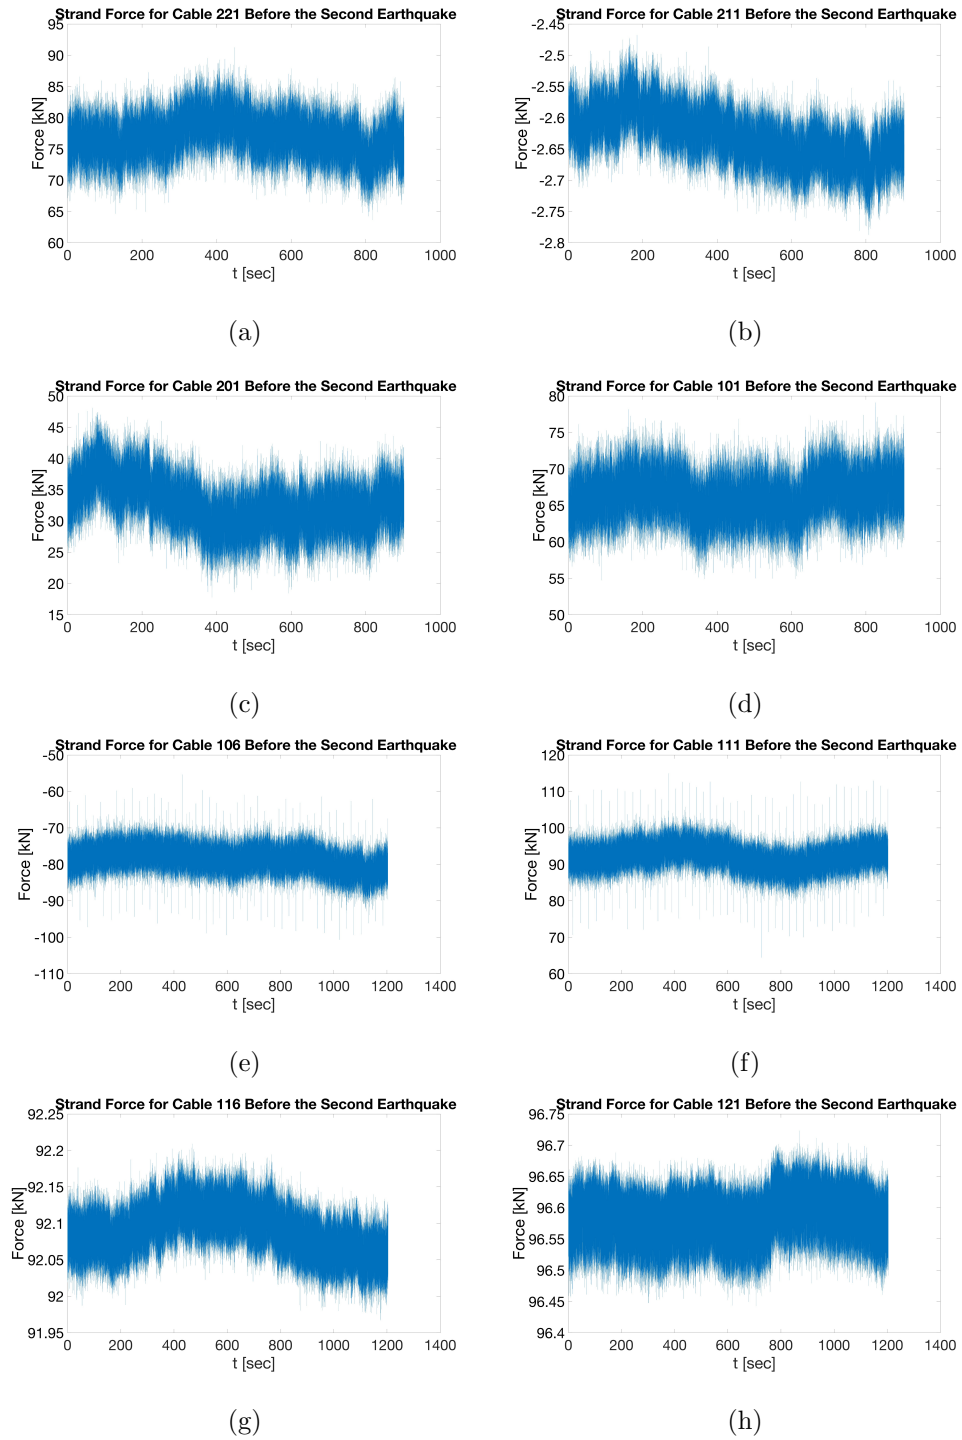 Strand Force for Cable 221 Before the Second Earthquake
95
90
85
80
75
70
65
60
Force [kN]
0 200 400 600 800 1000
t [sec]
(a)
Strand Force for Cable 211 Before the Second Earthquake
-2.45
-2.5
-2.55
-2.6
-2.65
-2.7
-2.75
-2.8
Force [kN]
0 200 400 600 800 1000
t [sec]
(b)
Strand Force for Cable 201 Before the Second Earthquake
50
45
40
35
30
25
20
15
Force [kN]
0 200 400 600 800 1000
t [sec]
(c)
Strand Force for Cable 101 Before the Second Earthquake
80
75
70
65
60
55
50
Force [kN]
0 200 400 600 800 1000
t [sec]
(d)
Strand Force for Cable 106 Before the Second Earthquake
-50
-60
-70
-80
-90
-100
-110
Force [kN]
0 200 400 600 800 1000 1200 1400
t [sec]
(e)
Strand Force for Cable 111 Before the Second Earthquake
120
110
100
90
80
70
60
Force [kN]
0 200 400 600 800 1000 1200 1400
t [sec]
(f)
Strand Force for Cable 116 Before the Second Earthquake
92.25
92.2
92.15
92.1
92.05
92
91.95
Force [kN]
0 200 400 600 800 1000 1200 1400
t [sec]
(g)
Strand Force for Cable 121 Before the Second Earthquake
96.75
96.7
96.65
96.6
96.55
96.5
96.45
96.4
Force [kN]
0 200 400 600 800 1000 1200 1400
t [sec]
(h)